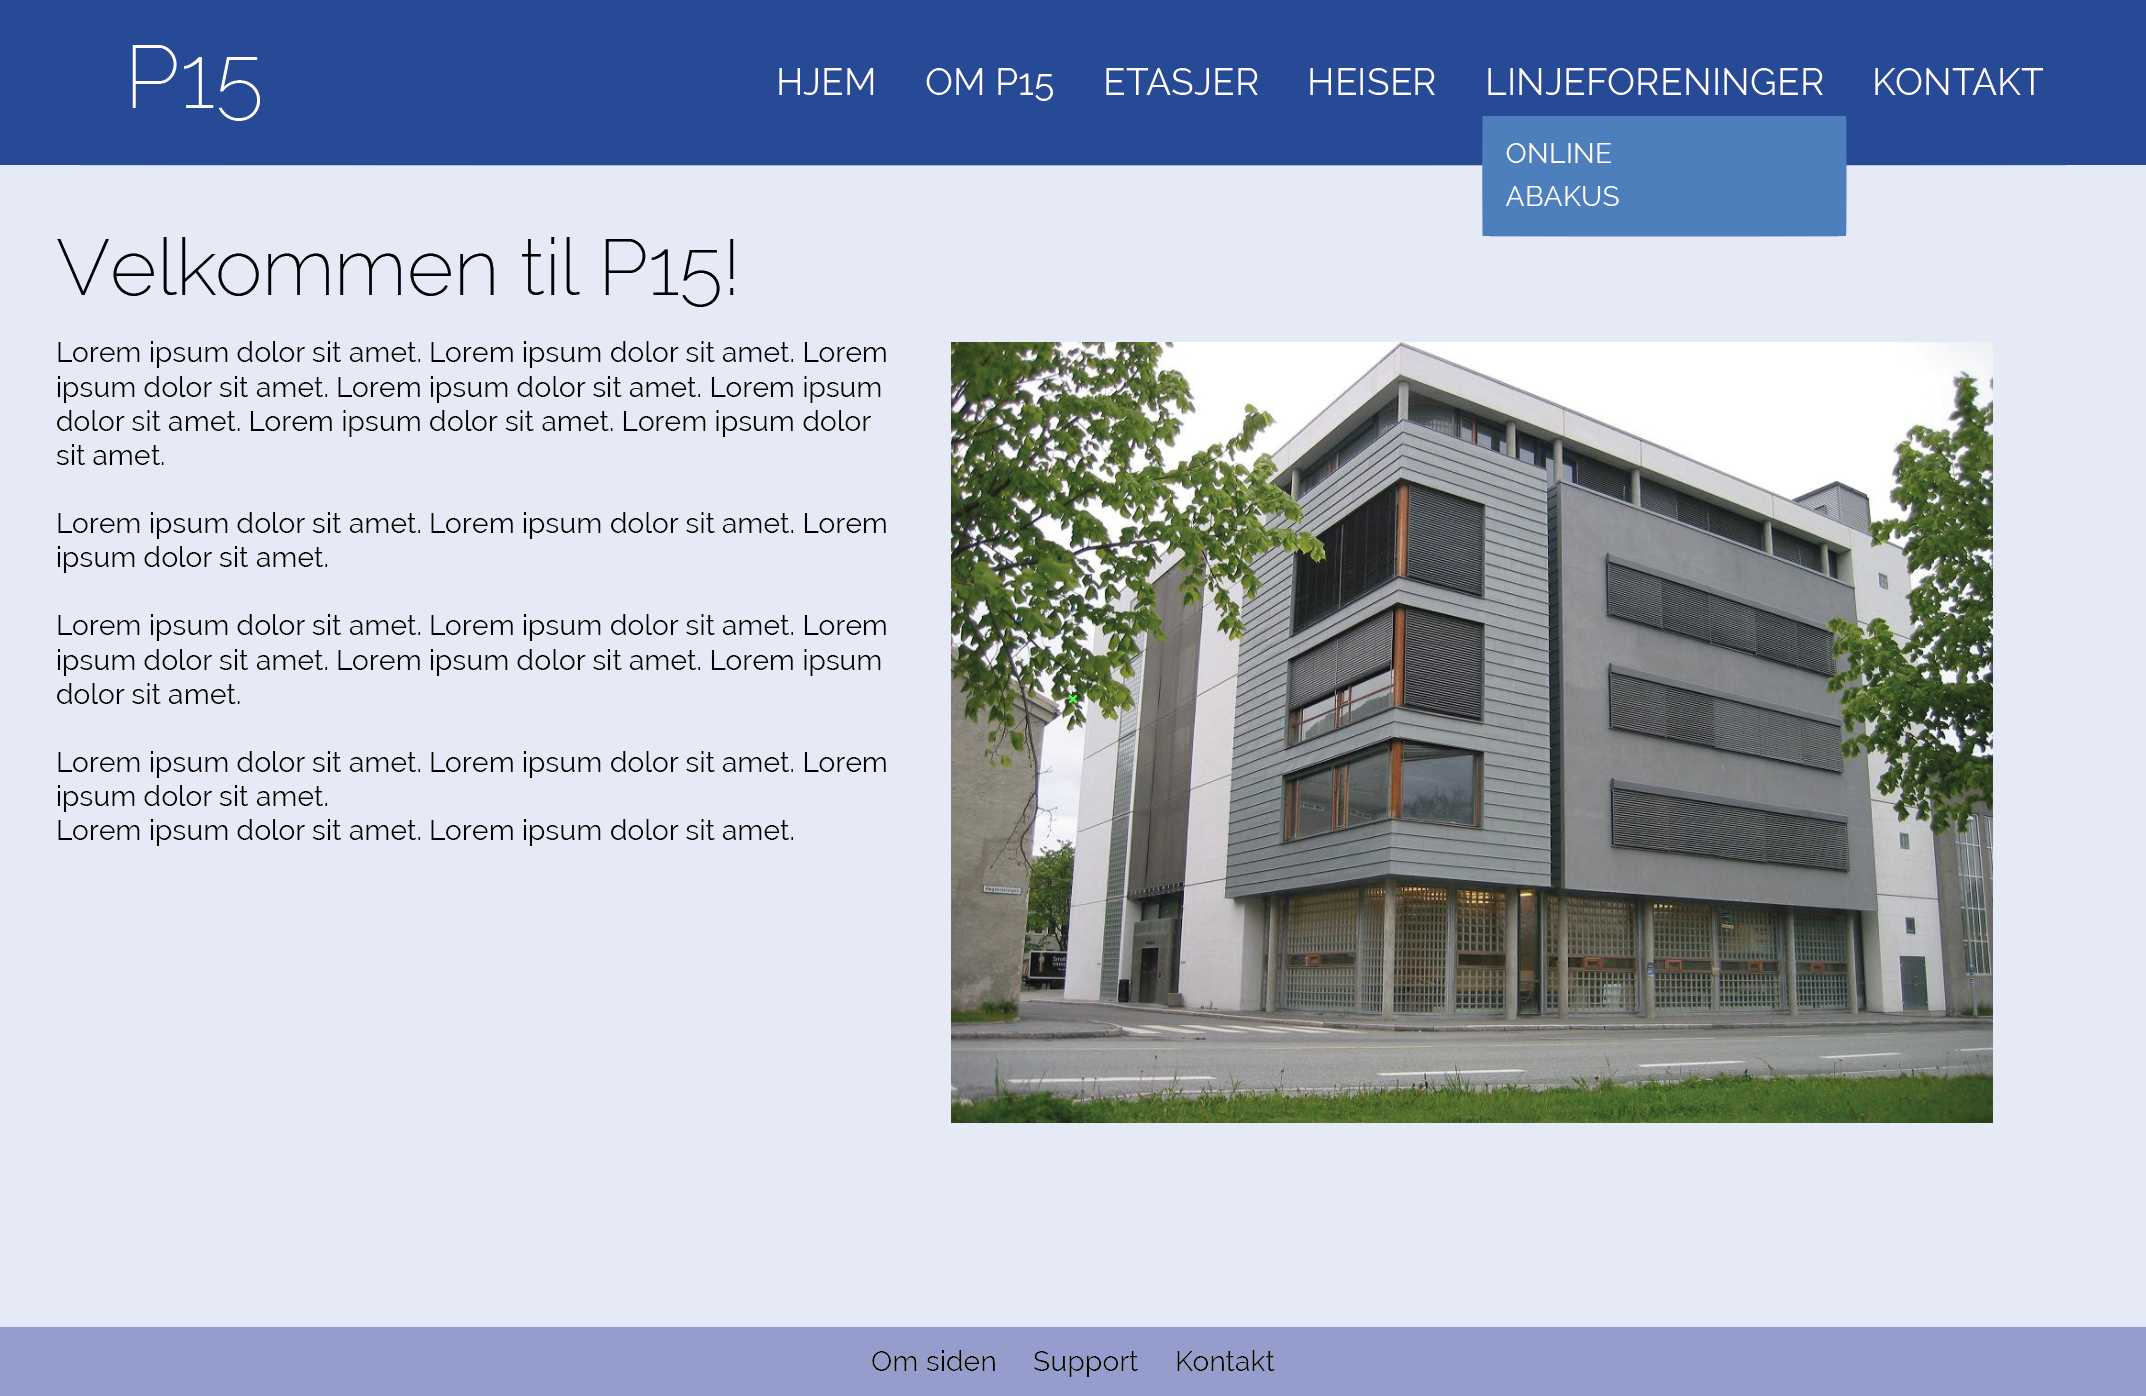 P15
HJEM OM P15 ETASJER HEISER LINJEFORENINGER KONTAKT
ONLINE
ABAKUS
Velkommen til P15!
Lorem ipsum dolor sit amet. Lorem ipsum dolor sit amet. Lorem
ipsum dolor sit amet. Lorem ipsum dolor sit amet. Lorem ipsum
dolor sit amet. Lorem ipsum dolor sit amet. Lorem ipsum dolor
sit amet.
Lorem ipsum dolor sit amet. Lorem ipsum dolor sit amet. Lorem
ipsum dolor sit amet.
Lorem ipsum dolor sit amet. Lorem ipsum dolor sit amet. Lorem
ipsum dolor sit amet. Lorem ipsum dolor sit amet. Lorem ipsum
dolor sit amet.
Lorem ipsum dolor sit amet. Lorem ipsum dolor sit amet. Lorem
ipsum dolor sit amet.
Lorem ipsum dolor sit amet. Lorem ipsum dolor sit amet.
Om siden Support Kontakt